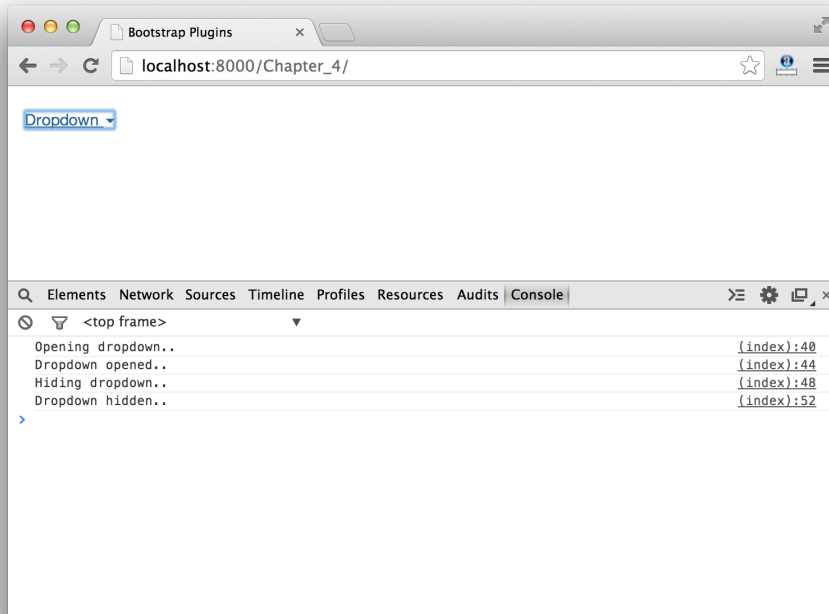 Bootstrap Plugins
localhost:8000/Chapter_4/
Dropdown
Elements Network Sources Timeline Profiles Resources Audits Console
<top frame>
Opening dropdown.. (index):40
Dropdown opened.. (index):44
Hiding dropdown.. (index):48
Dropdown hidden.. (index):52